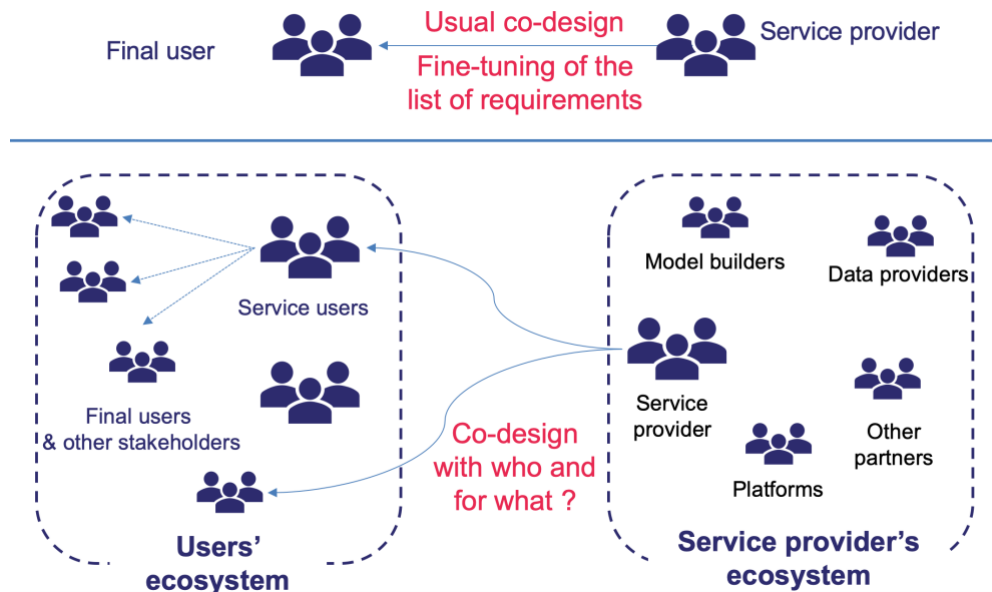 Usual co-design
Final user
Service provider
Fine-tuning of the
list of requirements
Model builders
Data providers
Service users
Service
provider
Final users
& other stakeholders
Other
partners
Co-design
with who and
for what ?
Platforms
Users'
ecosystem
Service provider's
ecosystem